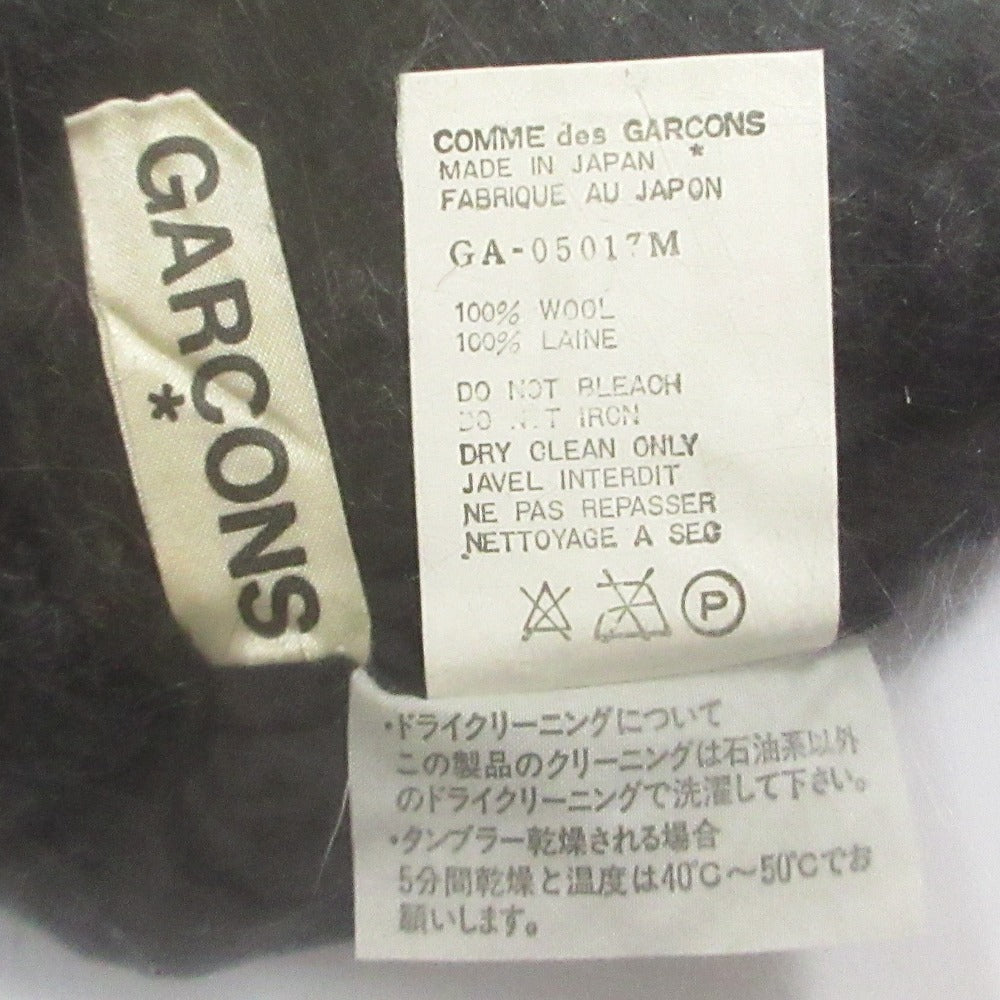 GARCONS
*
COMME des GARCONS
*
MADE IN JAPAN
FABRIQUE AU JAPON
GA-05017M
100% WOOL
100% LAINE
DO NOT BLEACH
DO NOT IRON
DRY CLEAN ONLY
JAVEL INTERDIT
NE PAS REPASSER
NETTOYAGE A SEC
P
・ドライクリーニングについて
この製品のクリーニングは石油系以外
のドライクリーニングで洗濯して下さい。
・タンブラー乾燥される場合
5分間乾燥と温度は40℃〜50℃でお
願いします。